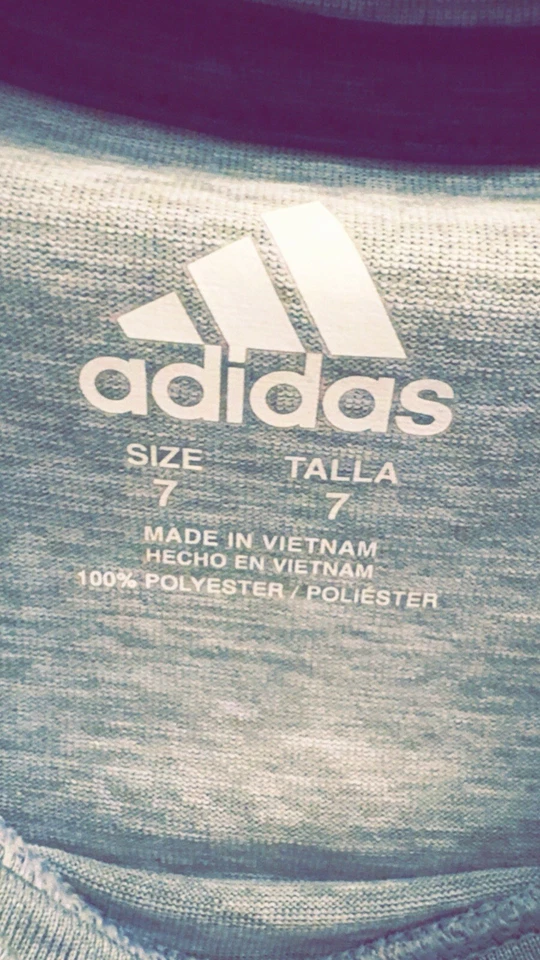 adidas
SIZE TALLA
7 7
MADE IN VIETNAM
HECHO EN VIETNAM
100% POLYESTER / POLIÉSTER